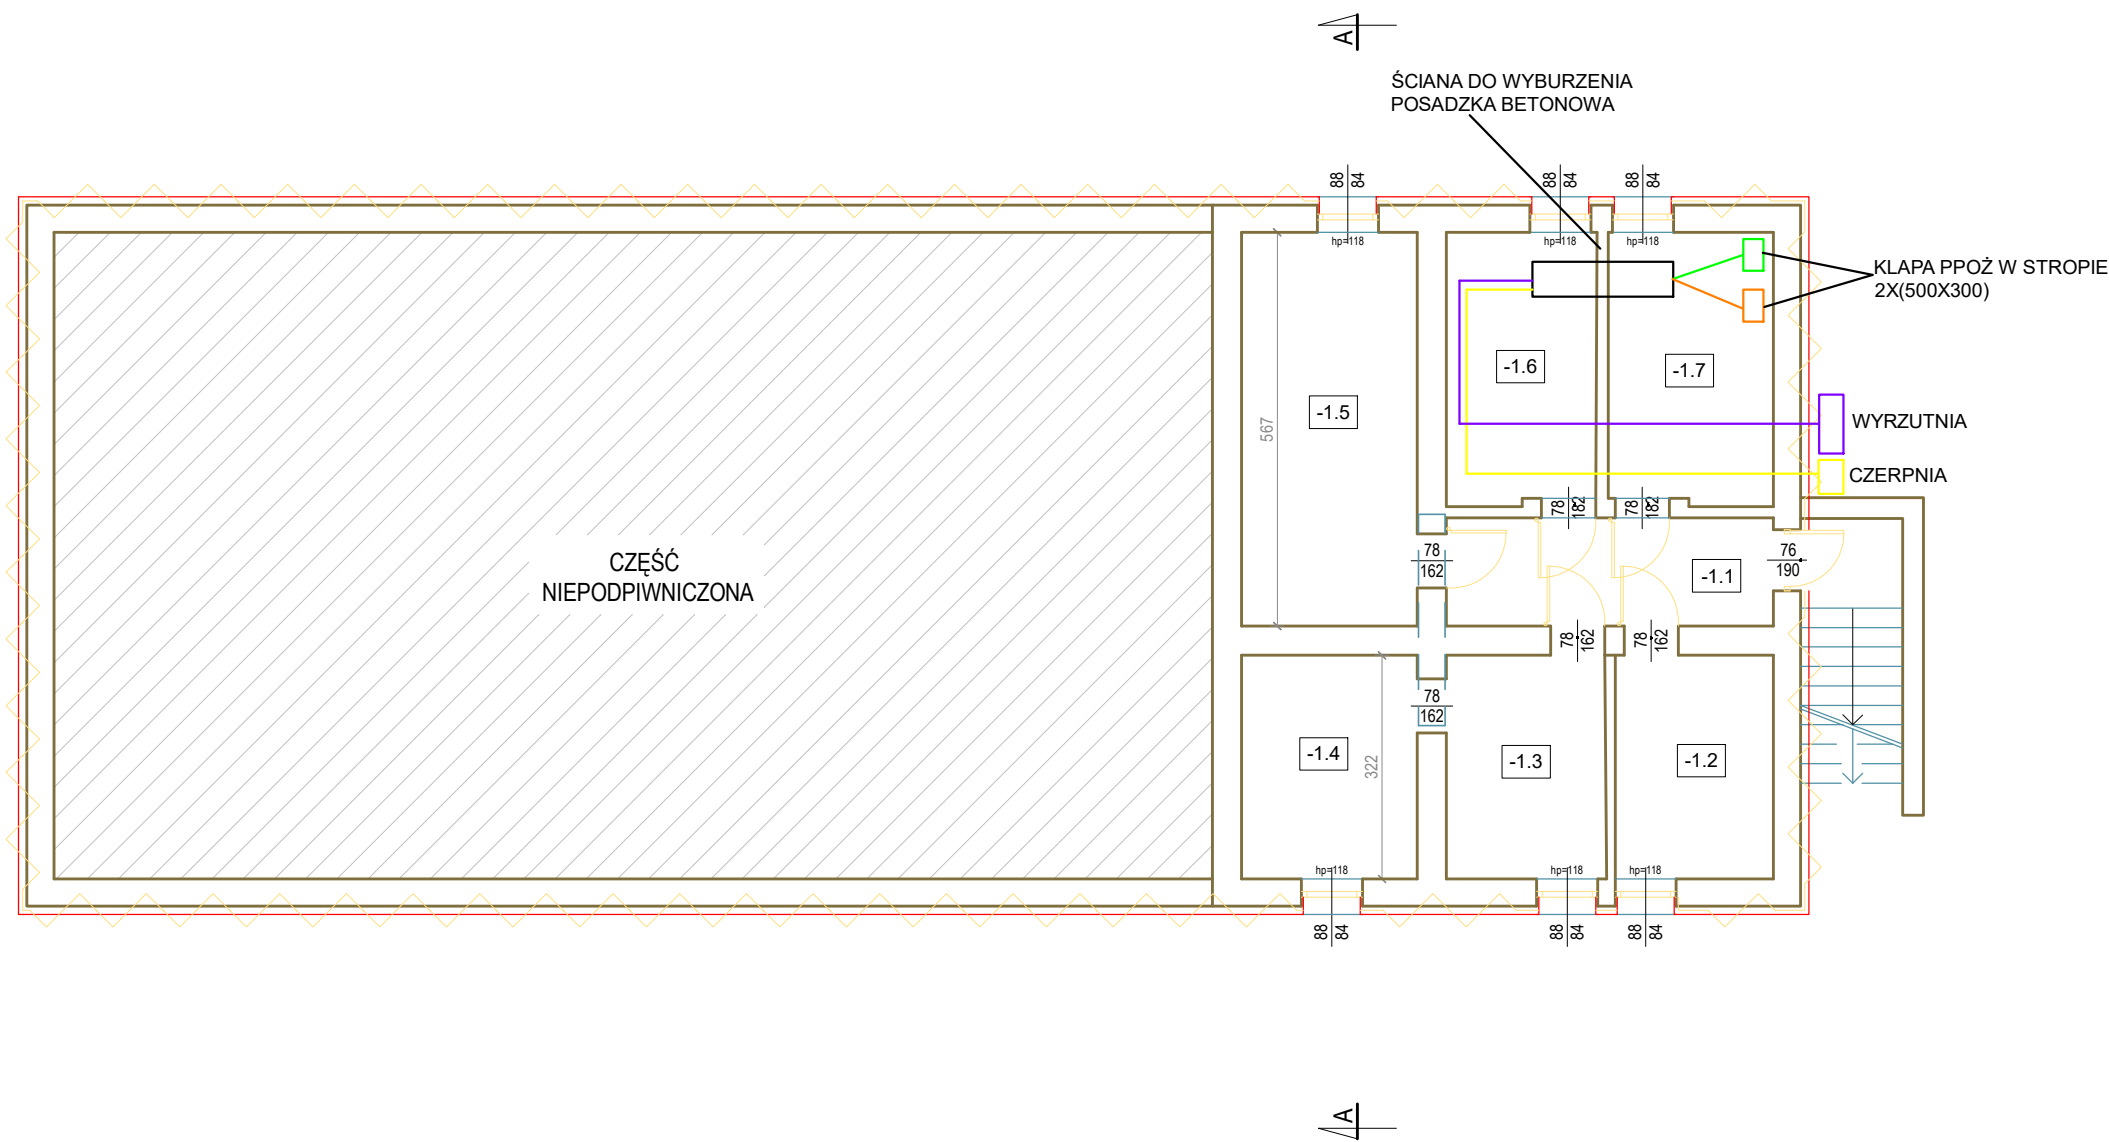 A
ŚCIANA DO WYBURZENIA
POSADZKA BETONOWA
88
84
88
84
88
84
hp=118
hp=118
hp=118
KLAPA PPOŻ W STROPIE
2X(500X300)
-1.6
-1.7
-1.5
567
WYRZUTNIA
CZERPNIA
78
182
78
182
CZĘŚĆ
NIEPODPIWNICZONA
78
162
76
190
-1.1
78
162
78
162
78
162
322
-1.4
-1.3
-1.2
hp=118
hp=118
hp=118
88
84
88
84
88
84
A